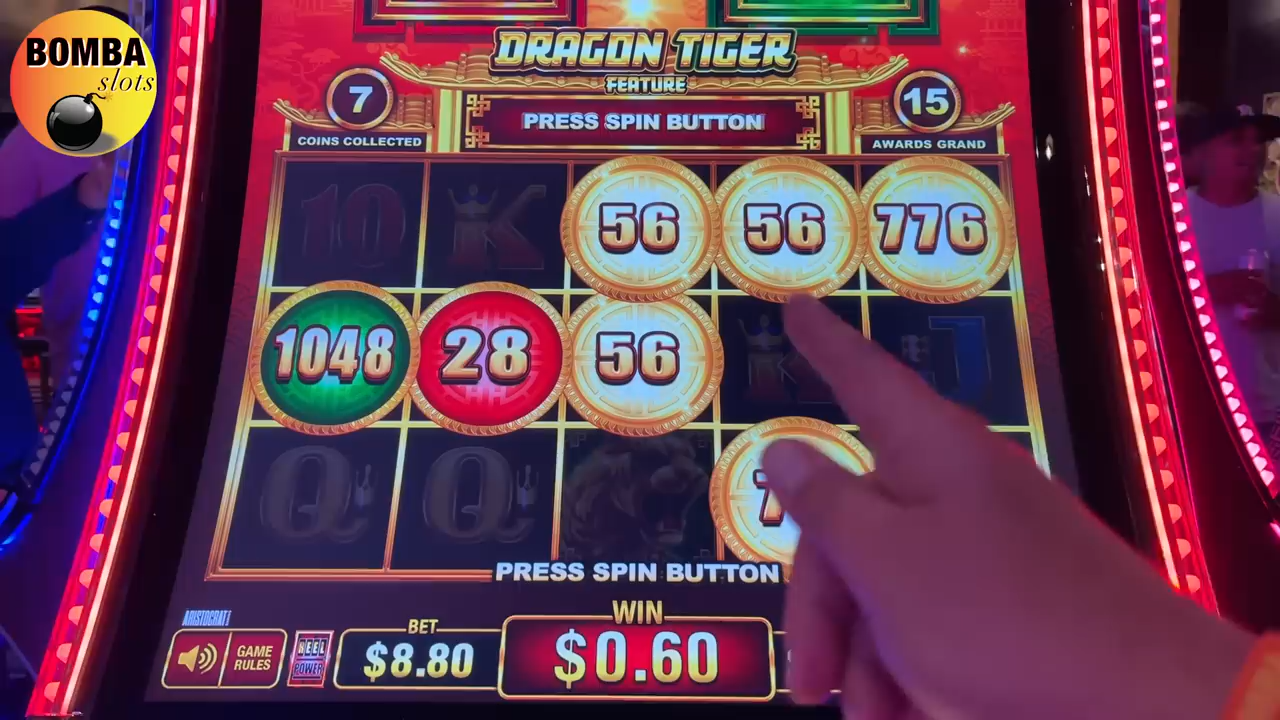 BOMBA
slots
DRAGON TIGER
FEATURE
7
15
PRESS SPIN BUTTON
COINS COLLECTED
AWARDS GRAND
10 K 56 56 776
1048 28 56 K J
Q Q
PRESS SPIN BUTTON
ARISTOCRAT
WIN
BET
GAME
RULES
REEL
POWER
$8.80
$0.60